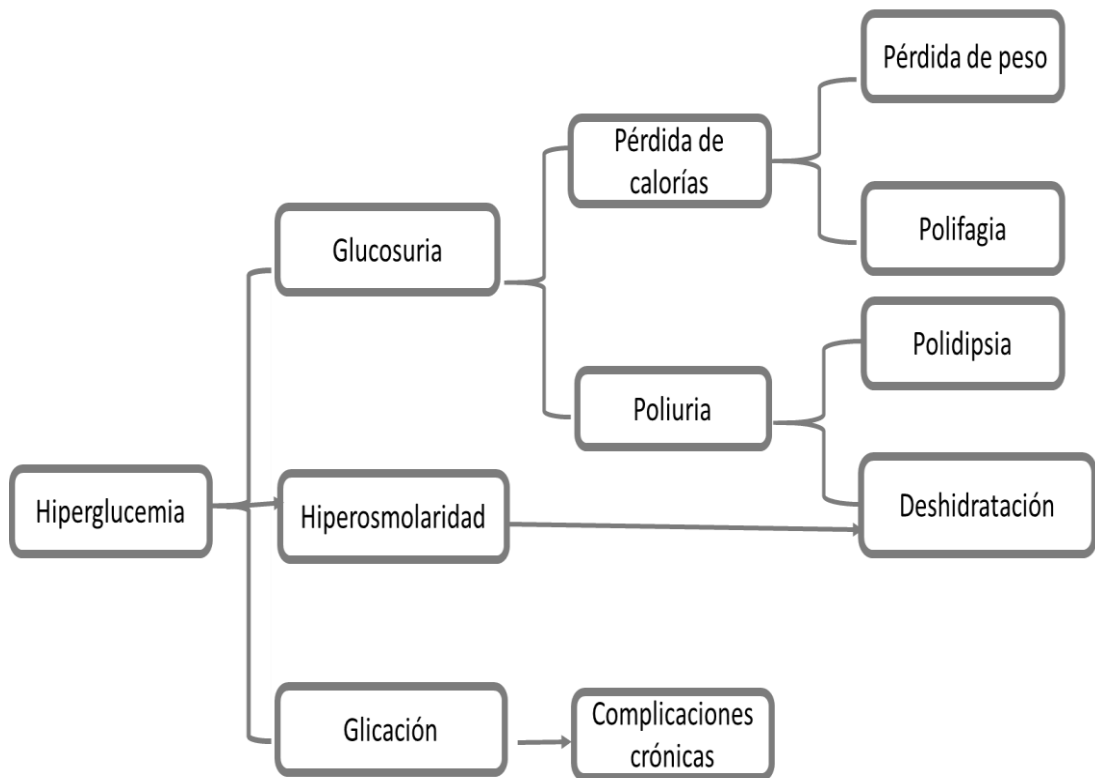 Pérdida de peso
Pérdida de
calorías
Polifagia
Glucosuria
Polidipsia
Poliuria
Hiperglucemia
Hiperosmolaridad
Deshidratación
Glicación
Complicaciones
crónicas